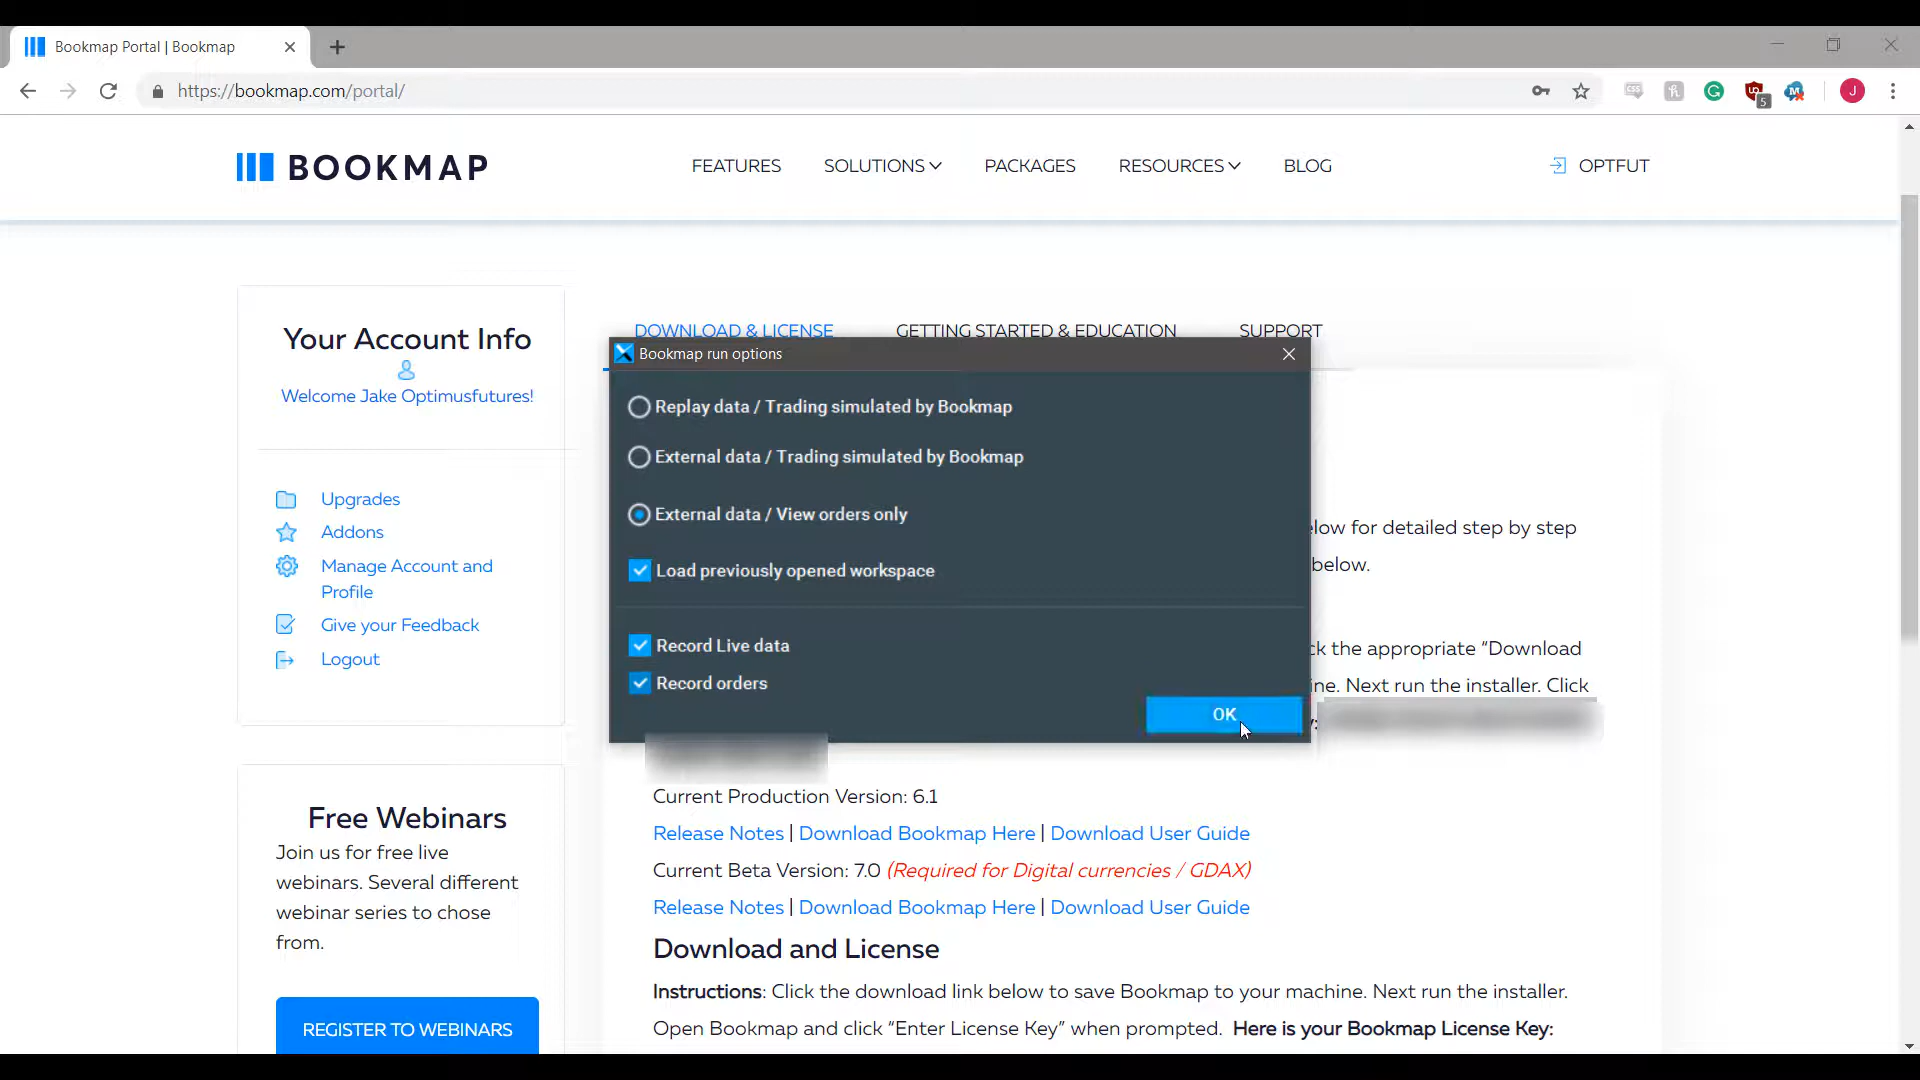 Bookmap Portal | Bookmap
https://bookmap.com/portal/
5
J
BOOKMAP
FEATURES
SOLUTIONS
PACKAGES
RESOURCES
BLOG
OPTFUT
Your Account Info
Welcome Jake Optimusfutures!
Upgrades
Addons
Manage Account and
Profile
Give your Feedback
Logout
Free Webinars
Join us for free live
webinars. Several different
webinar series to chose
from.
REGISTER TO WEBINARS
DOWNLOAD & LICENSE
GETTING STARTED & EDUCATION
SUPPORT
Bookmap run options
Replay data / Trading simulated by Bookmap
External data / Trading simulated by Bookmap
External data / View orders only
Load previously opened workspace
Record Live data
Record orders
OK
low for detailed step by step
below.
ck the appropriate “Download
ine. Next run the installer. Click
Current Production Version: 6.1
Release Notes | Download Bookmap Here | Download User Guide
Current Beta Version: 7.0 (Required for Digital currencies / GDAX)
Release Notes | Download Bookmap Here | Download User Guide
Download and License
Instructions: Click the download link below to save Bookmap to your machine. Next run the installer.
Open Bookmap and click “Enter License Key” when prompted. Here is your Bookmap License Key: